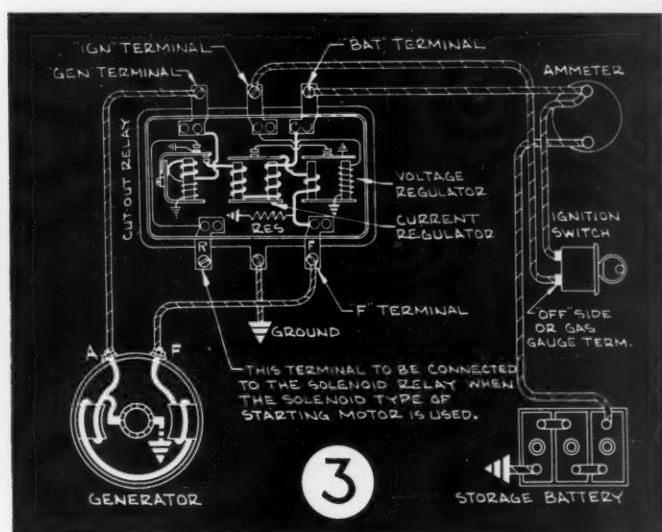 "IGN" TERMINAL
"BAT" TERMINAL
GEN TERMINAL
AMMETER
CUT-OUT RELAY
VOLTAGE
REGULATOR
RES
CURRENT
REGULATOR
IGNITION
SWITCH
R
F
"F" TERMINAL
"OFF" SIDE
OR GAS
GAUGE TERM.
GROUND
A
F
THIS TERMINAL TO BE CONNECTED
TO THE SOLENOID RELAY WHEN
THE SOLENOID TYPE OF
STARTING MOTOR IS USED.
3
GENERATOR
STORAGE BATTERY